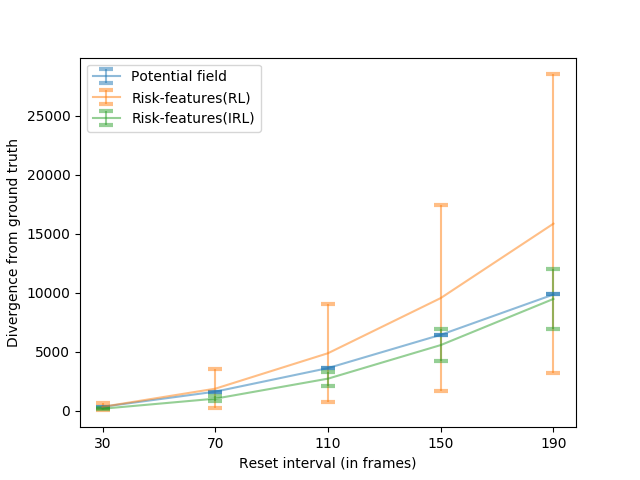 Potential field
Risk-features(RL)
Risk-features(IRL)
Divergence from ground truth
25000
20000
15000
10000
5000
0
30 70 110 150 190
Reset interval (in frames)